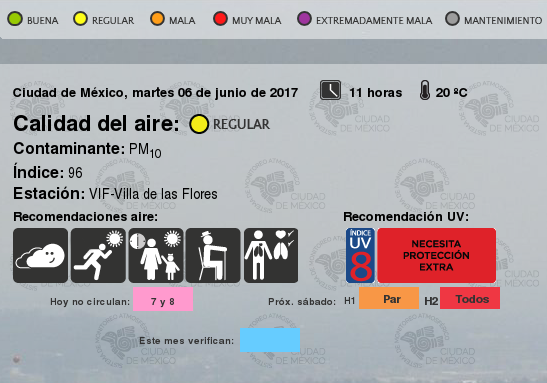 BUENA REGULAR MALA MUY MALA EXTREMADAMENTE MALA MANTENIMIENTO
Ciudad de México, martes 06 de junio de 2017 11 horas 20 ºC
Calidad del aire: REGULAR
Contaminante: PM10
Índice: 96
Estación: VIF-Villa de las Flores
Recomendaciones aire: Recomendación UV:
ÍNDICE
UV
8
NECESITA
PROTECCIÓN
EXTRA
Hoy no circulan: 7 y 8 Próx. sábado: H1 Par H2 Todos
Este mes verifican: